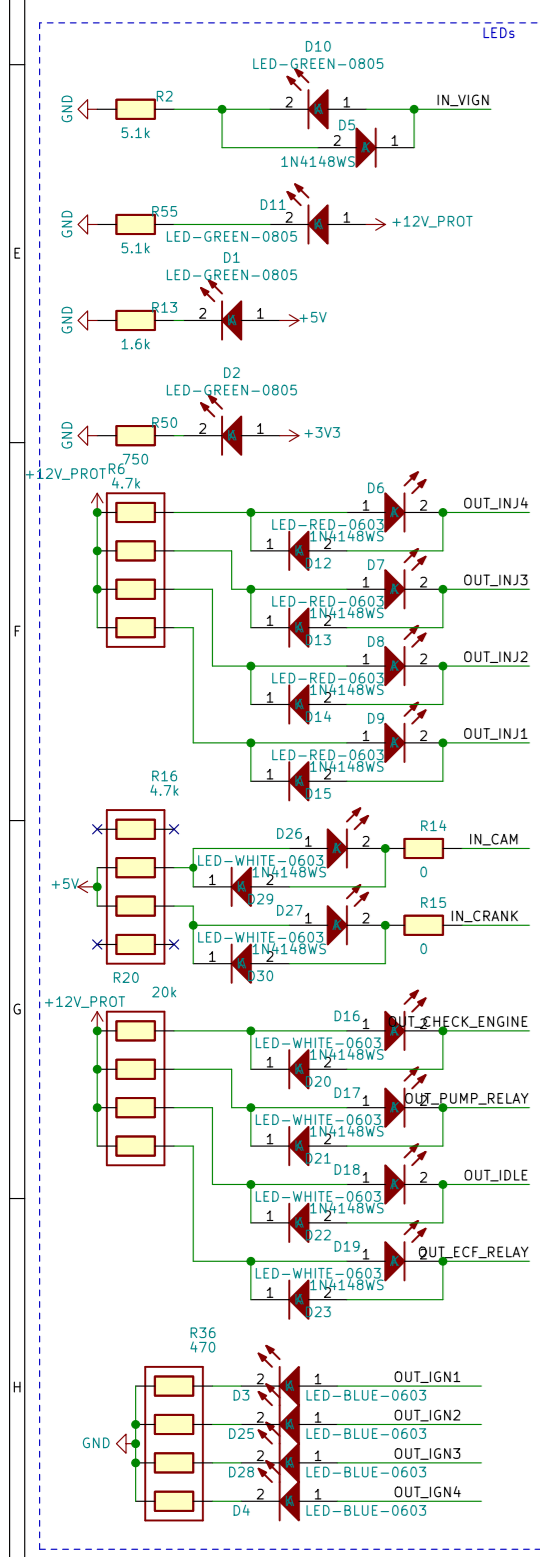 LEDs
D10
LED-GREEN-0805
GND
R2
5.1k
2
1
IN_VIGN
D5
2
1
1N4148WS
GND
R55
5.1k
D11
2
1
+12V_PROT
LED-GREEN-0805
E
D1
LED-GREEN-0805
GND
R13
1.6k
2
1
+5V
D2
LED-GREEN-0805
GND
R50
750
2
1
+3V3
+12V_PROT
R6
4.7k
D6
1
2
OUT_INJ4
LED-RED-0603
1N4148WS
1
2
D12
D7
1
2
OUT_INJ3
LED-RED-0603
1N4148WS
1
2
D13
F
D8
1
2
OUT_INJ2
LED-RED-0603
1N4148WS
1
2
D14
D9
1
2
OUT_INJ1
LED-RED-0603
1N4148WS
1
2
D15
R16
4.7k
+5V
D26
1
2
R14
0
IN_CAM
LED-WHITE-0603
1N4148WS
1
2
D29
D27
1
2
R15
0
IN_CRANK
LED-WHITE-0603
1N4148WS
1
2
D30
R20
20k
G
+12V_PROT
D16
1
2
OUT_CHECK_ENGINE
LED-WHITE-0603
1N4148WS
1
2
D20
D17
1
2
OUT_PUMP_RELAY
LED-WHITE-0603
1N4148WS
1
2
D21
D18
1
2
OUT_IDLE
LED-WHITE-0603
1N4148WS
1
2
D22
D19
1
2
OUT_ECF_RELAY
LED-WHITE-0603
1N4148WS
1
2
D23
R36
470
H
GND
2
1
OUT_IGN1
D3
LED-BLUE-0603
2
1
OUT_IGN2
D25
LED-BLUE-0603
2
1
OUT_IGN3
D28
LED-BLUE-0603
2
1
OUT_IGN4
D4
LED-BLUE-0603